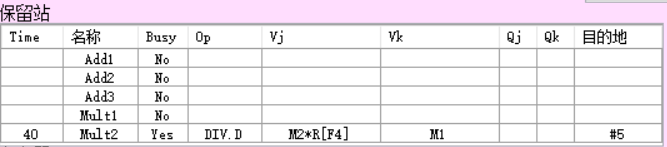 保留站
Time 名称 Busy Op Vj Vk Qj Qk 目的地
Add1 No
Add2 No
Add3 No
Mult1 No
40 Mult2 Yes DIV.D M2*R[F4] M1 #5